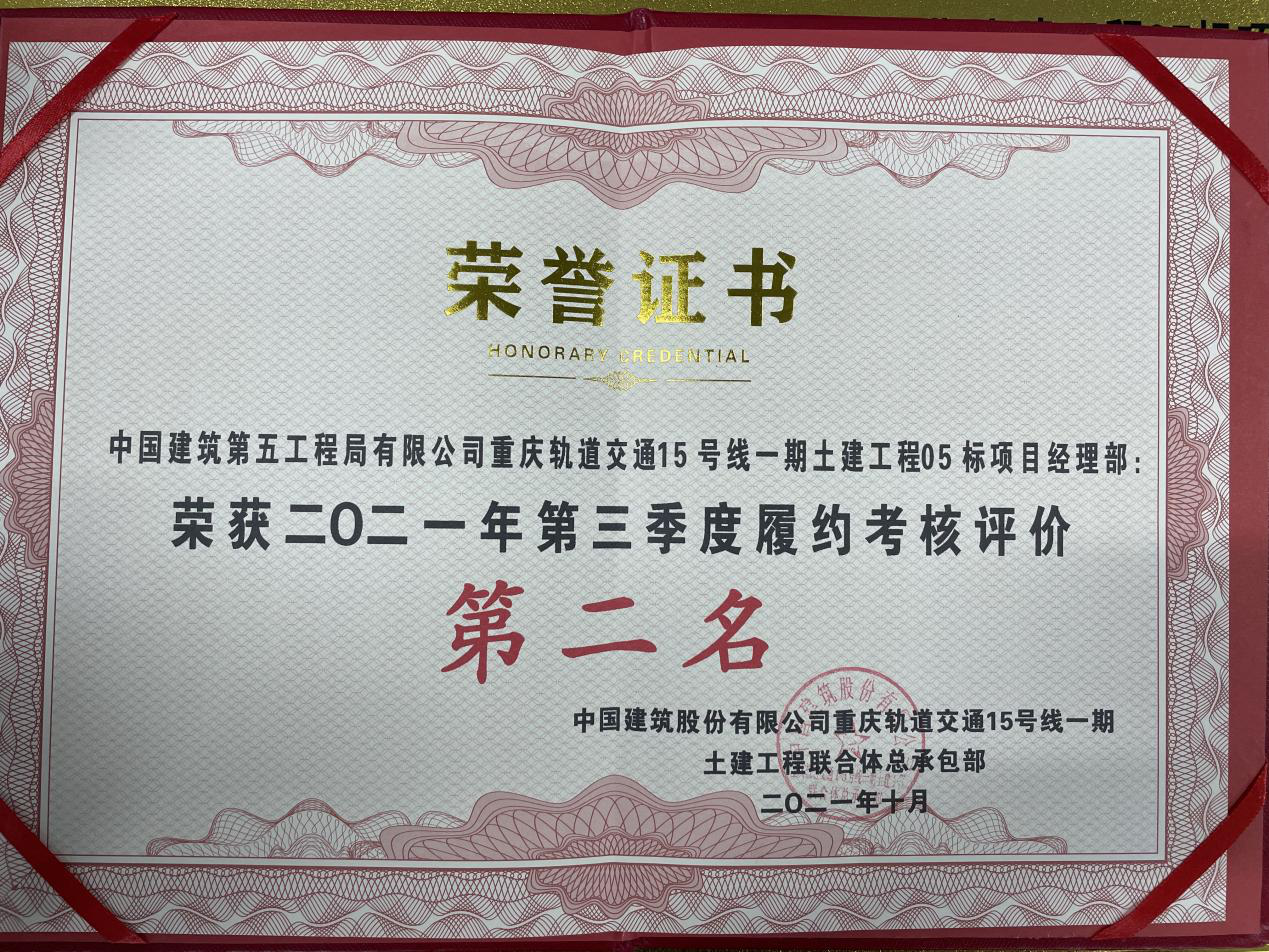 荣誉证书
HONORARY CREDENTIAL
中国建筑第五工程局有限公司重庆轨道交通15号线一期土建工程05标项目经理部：
荣获二〇二一年第三季度履约考核评价
第二名
中国建筑股份有限公司重庆轨道交通15号线一期
土建工程联合体总承包部
二〇二一年十月